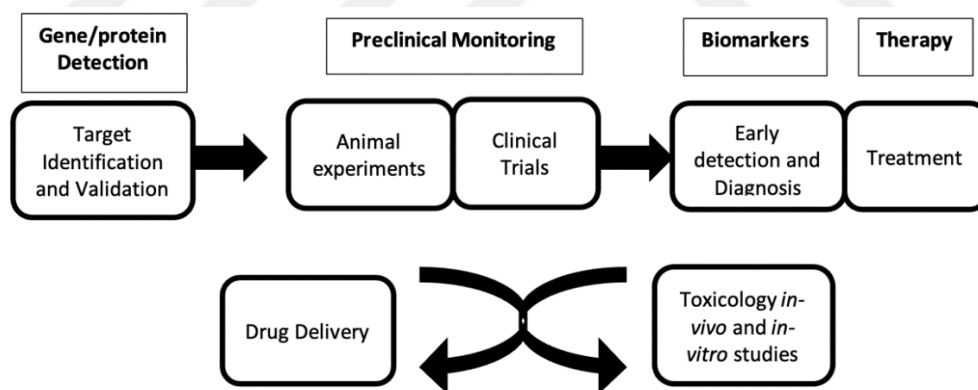 Gene/protein
Detection
Preclinical Monitoring
Biomarkers
Therapy
Target
Identification
and Validation
Animal
experiments
Clinical
Trials
Early
detection and
Diagnosis
Treatment
Drug Delivery
Toxicology in-
vivo and in-
vitro studies